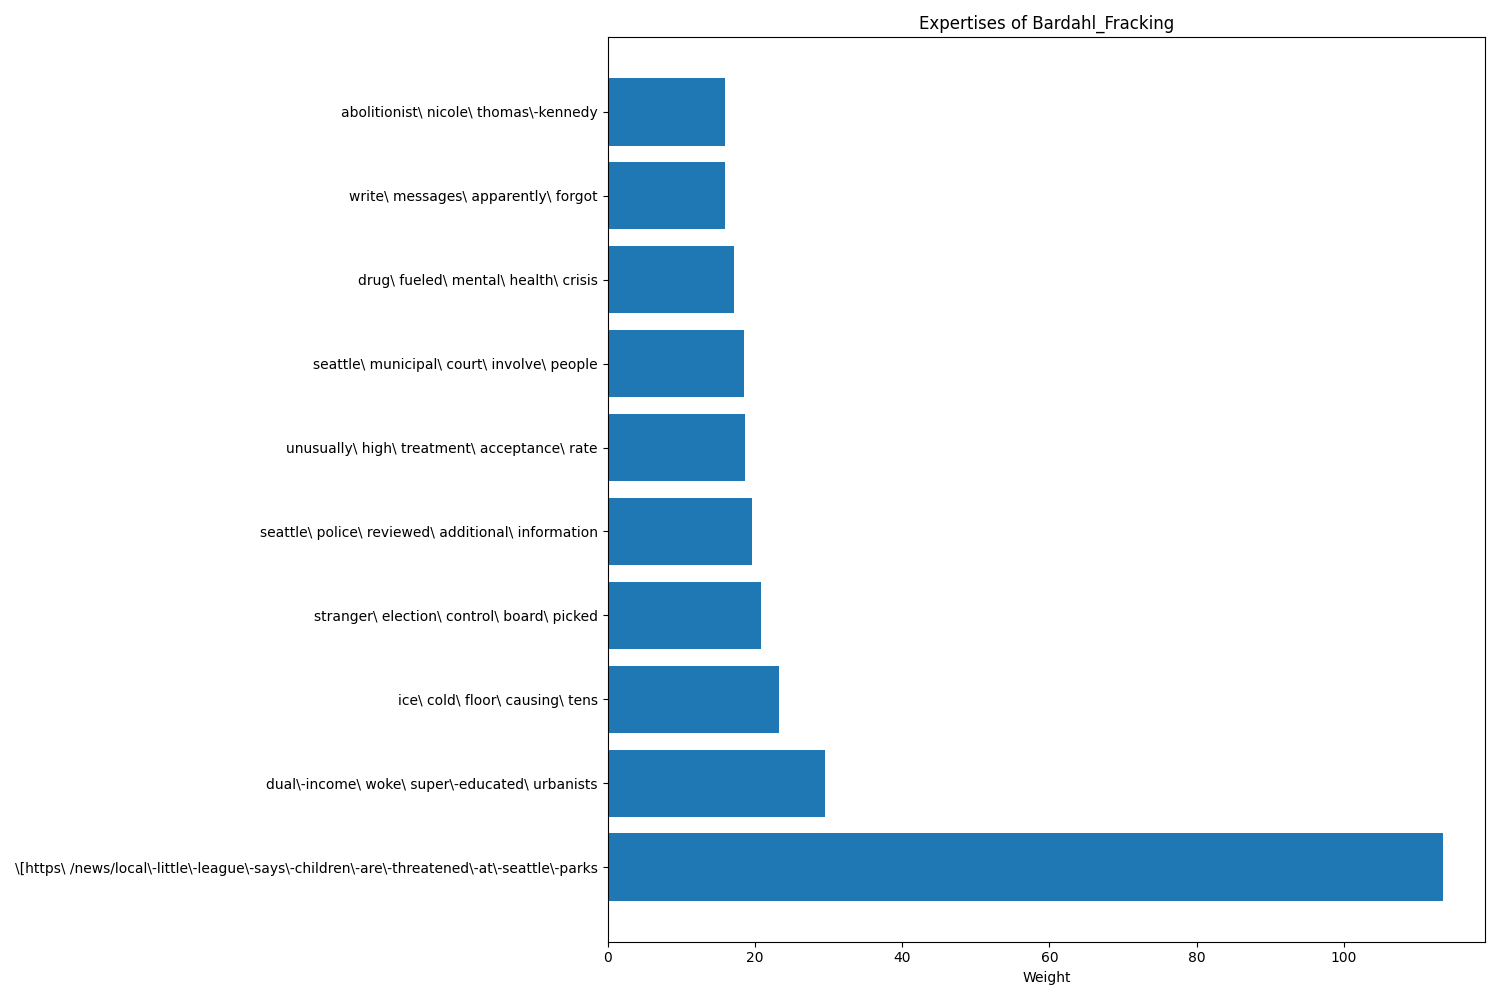 Expertises of Bardahl_Fracking
abolitionist\ nicole\ thomas\-kennedy
write\ messages\ apparently\ forgot
drug\ fueled\ mental\ health\ crisis
seattle\ municipal\ court\ involve\ people
unusually\ high\ treatment\ acceptance\ rate
seattle\ police\ reviewed\ additional\ information
stranger\ election\ control\ board\ picked
ice\ cold\ floor\ causing\ tens
dual\-income\ woke\ super\-educated\ urbanists
\[https\ /news/local\-little\-league\-says\-children\-are\-threatened\-at\-seattle\-parks
0 20 40 60 80 100
Weight